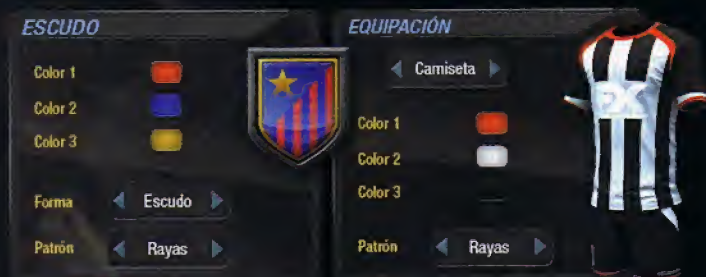 ESCUDO
Color 1
Color 2
Color 3
Forma Escudo
Patrón Rayas
EQUIPACIÓN
Camiseta
Color 1
Color 2
Color 3
Patrón Rayas